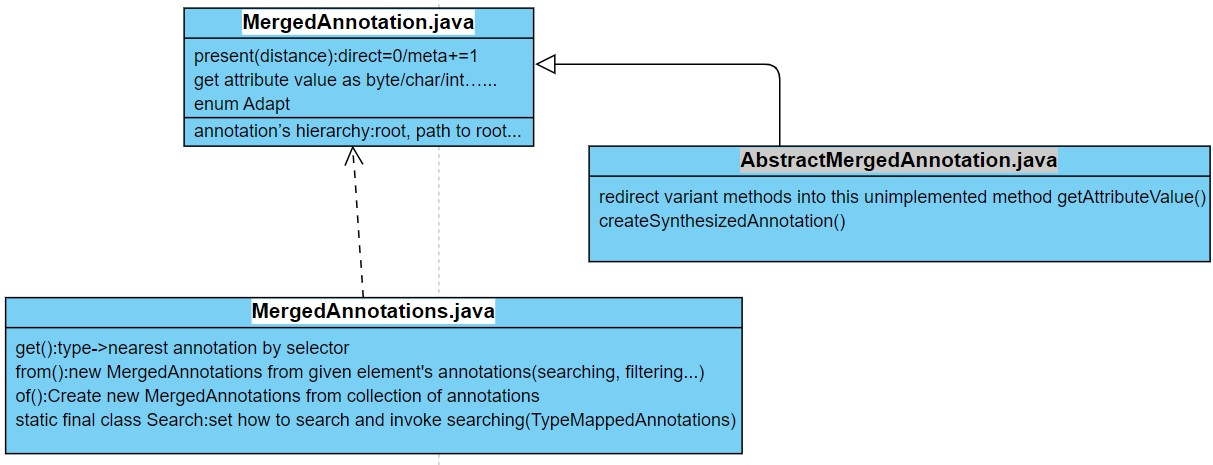 MergedAnnotation.java
present(distance):direct=0/meta+=1
get attribute value as byte/char/int…...
enum Adapt
annotation’s hierarchy:root, path to root...
AbstractMergedAnnotation.java
redirect variant methods into this unimplemented method getAttributeValue()
createSynthesizedAnnotation()
MergedAnnotations.java
get():type->nearest annotation by selector
from():new MergedAnnotations from given element's annotations(searching, filtering...)
of():Create new MergedAnnotations from collection of annotations
static final class Search:set how to search and invoke searching(TypeMappedAnnotations)